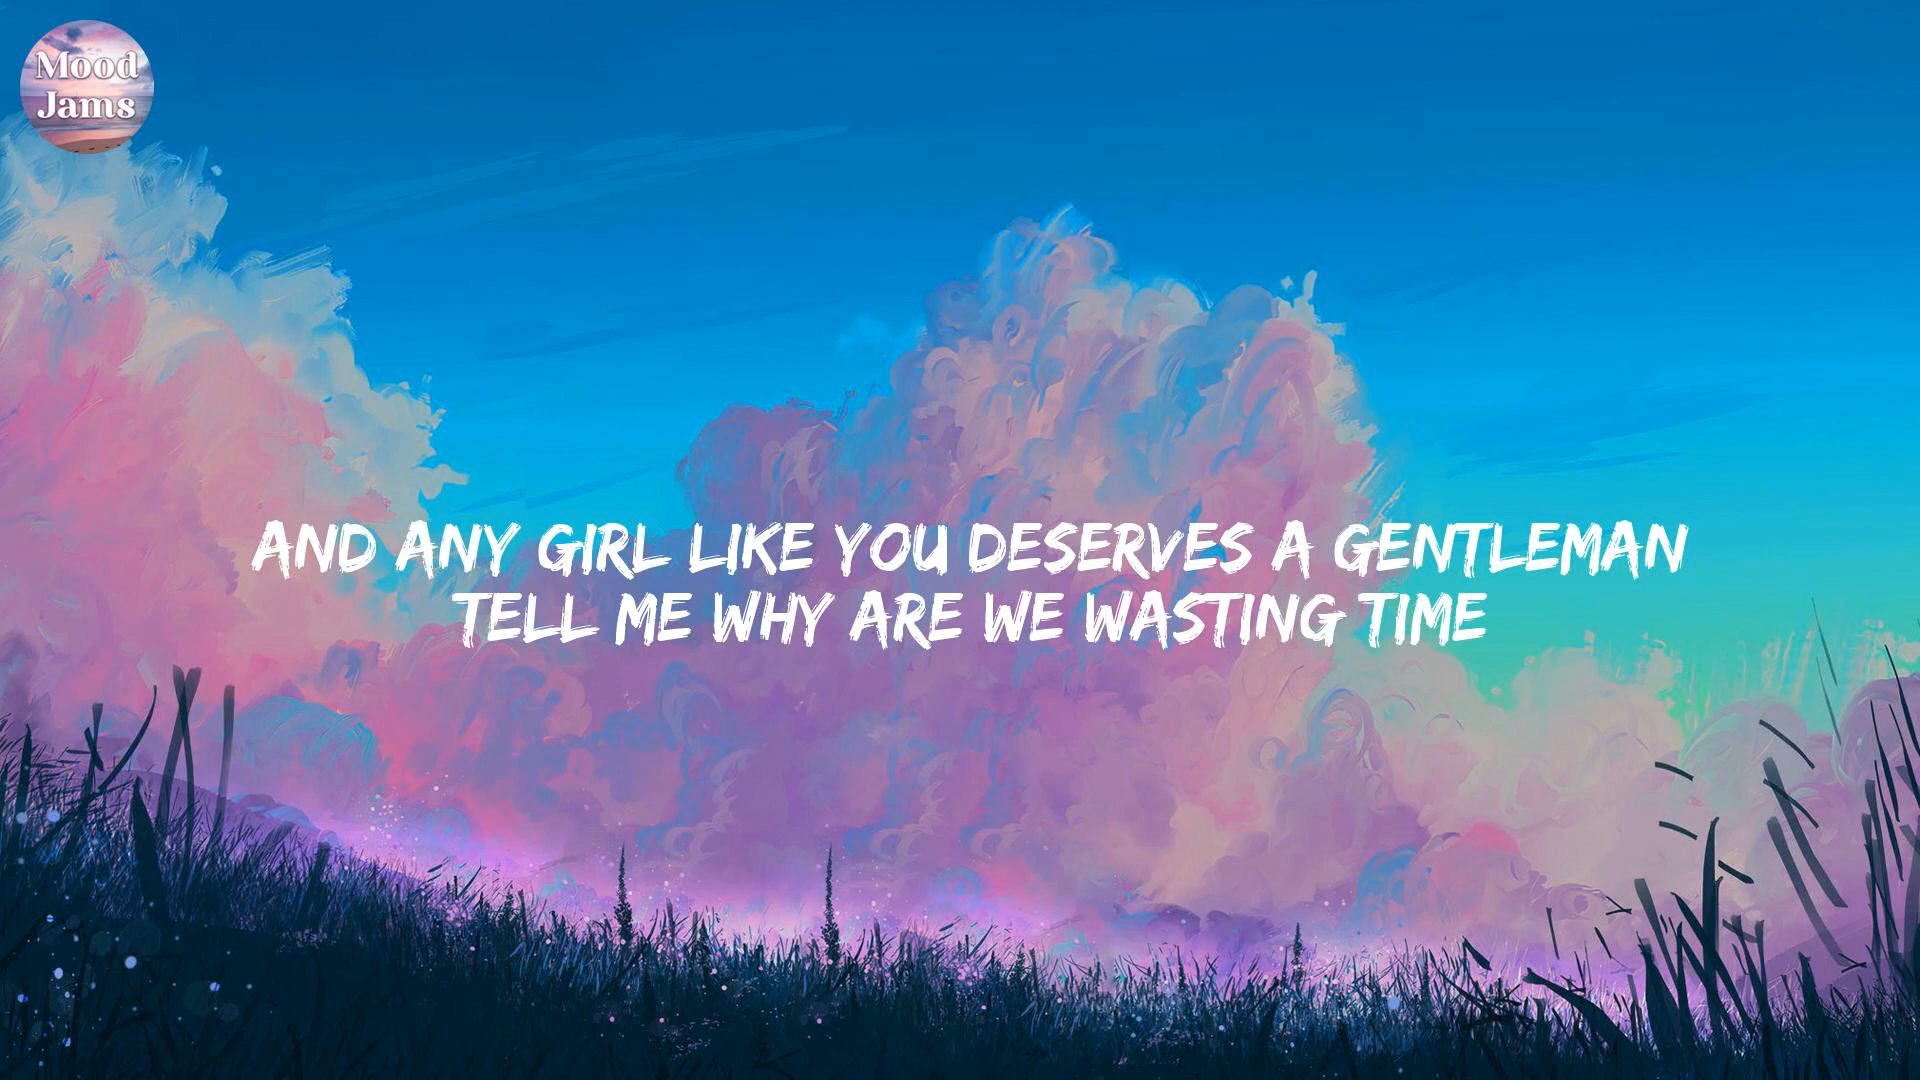 Mood
Jams
AND ANY GIRL LIKE YOU DESERVES A GENTLEMAN
TELL ME WHY ARE WE WASTING TIME